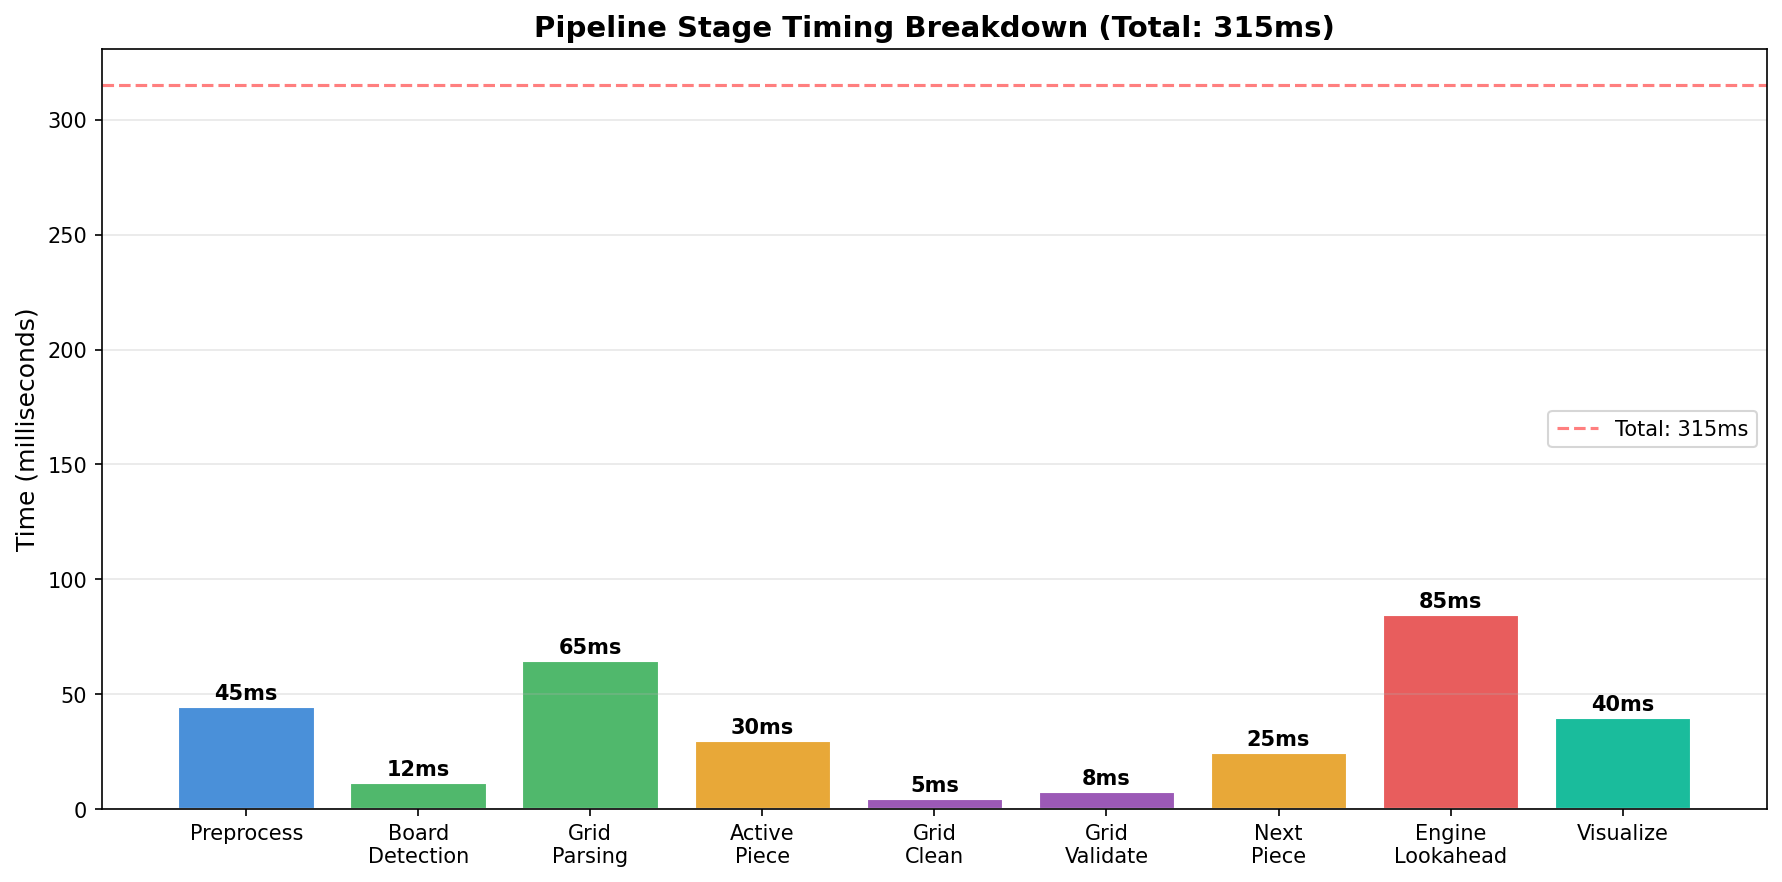 Pipeline Stage Timing Breakdown (Total: 315ms)
Time (milliseconds)
300
250
200
150
100
50
0
Total: 315ms
45ms
12ms
65ms
30ms
5ms
8ms
25ms
85ms
40ms
Preprocess
Board
Detection
Grid
Parsing
Active
Piece
Grid
Clean
Grid
Validate
Next
Piece
Engine
Lookahead
Visualize